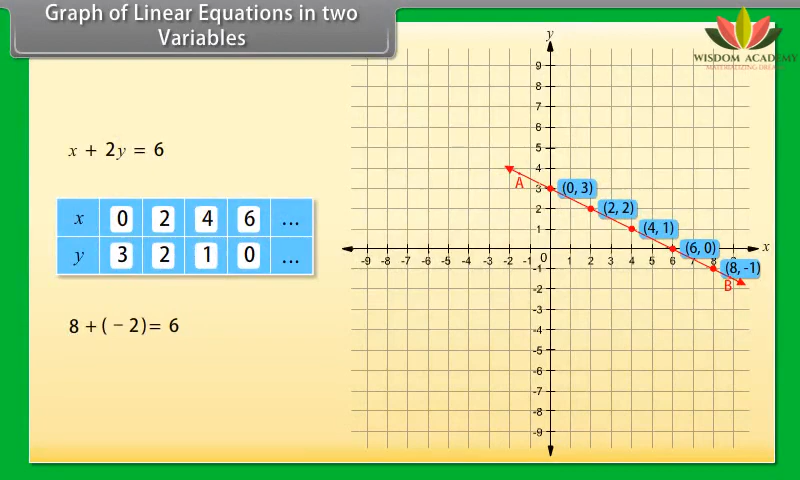 Graph of Linear Equations in two
Variables
WISDOM ACADEMY
x + 2y = 6
x 0 2 4 6 ...
y 3 2 1 0 ...
8 + ( − 2) = 6
y
9
8
7
6
5
4
3
2
1
A
(0, 3)
(2, 2)
(4, 1)
(6, 0)
x
-9 -8 -7 -6 -5 -4 -3 -2 -1 0 1 2 3 4 5 6 7 8 9
(8, -1)
B
-1
-2
-3
-4
-5
-6
-7
-8
-9